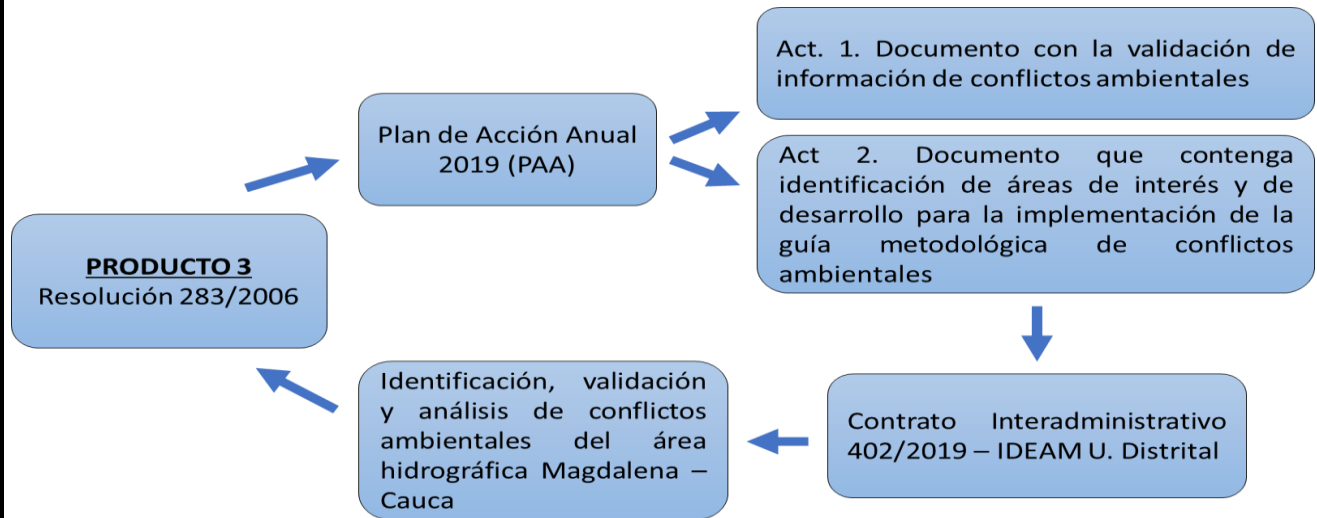 Act. 1. Documento con la validación de
información de conflictos ambientales
Plan de Acción Anual
2019 (PAA)
Act 2. Documento que contenga
identificación de áreas de interés y de
desarrollo para la implementación de la
guía metodológica de conflictos
ambientales
PRODUCTO 3
Resolución 283/2006
Identificación, validación
y análisis de conflictos
ambientales del área
hidrográfica Magdalena –
Cauca
Contrato Interadministrativo
402/2019 – IDEAM U. Distrital